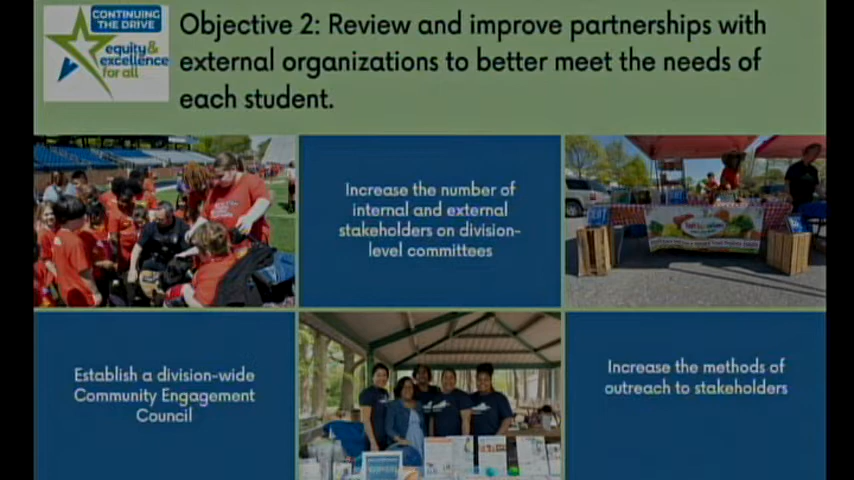 CONTINUING
THE DRIVE
equity &
excellence
for all
Objective 2: Review and improve partnerships with
external organizations to better meet the needs of
each student.
Increase the number of
internal and external
stakeholders on division-
level committees
Establish a division-wide
Community Engagement
Council
Increase the methods of
outreach to stakeholders